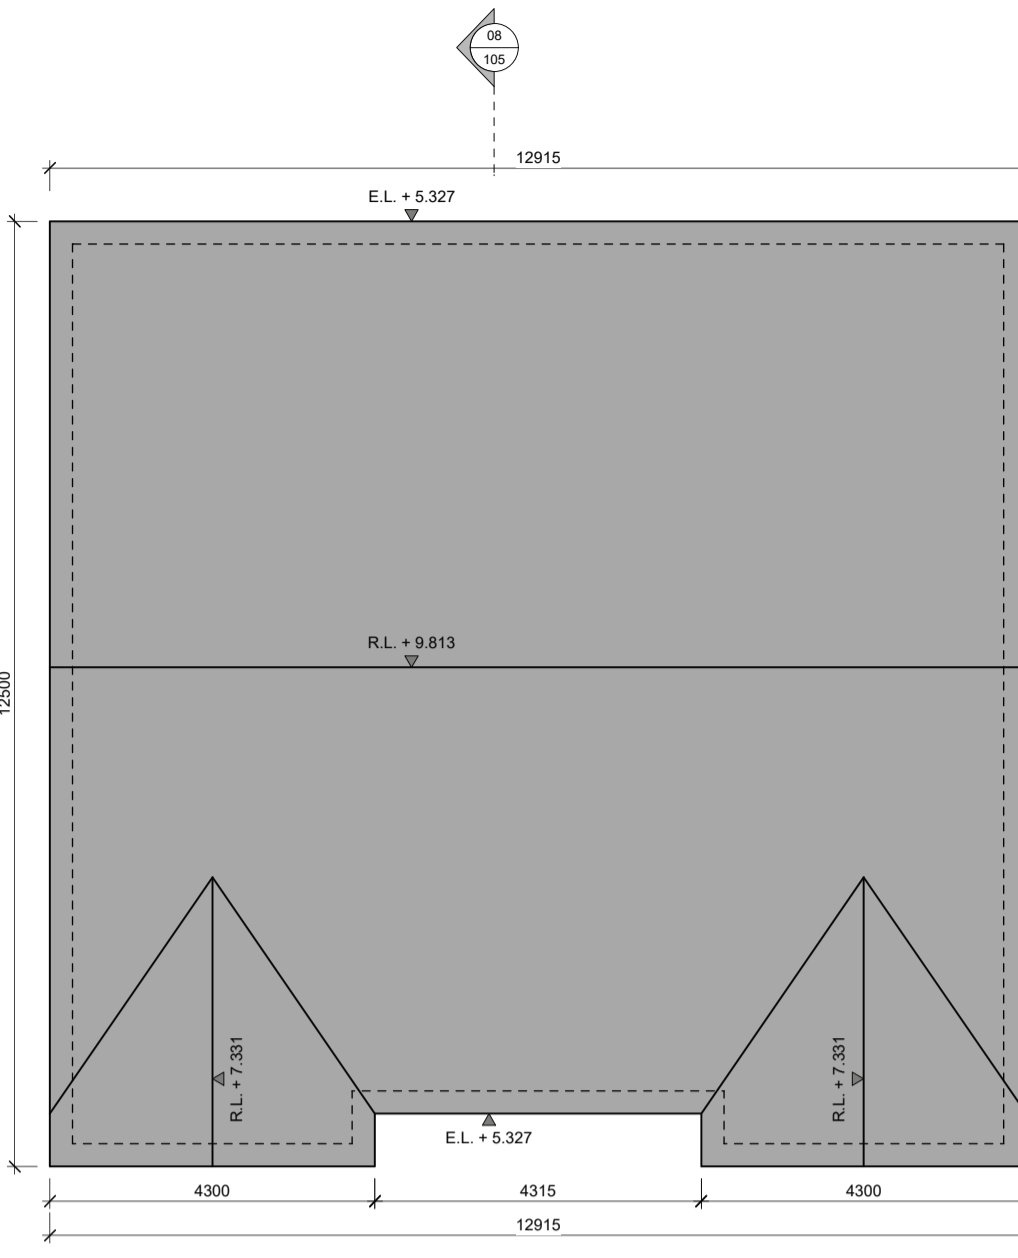 08
105
12915
E.L. + 5.327
R.L. + 9.813
12500
R.L. + 7.331
R.L. + 7.331
E.L. + 5.327
4300
4315
4300
12915